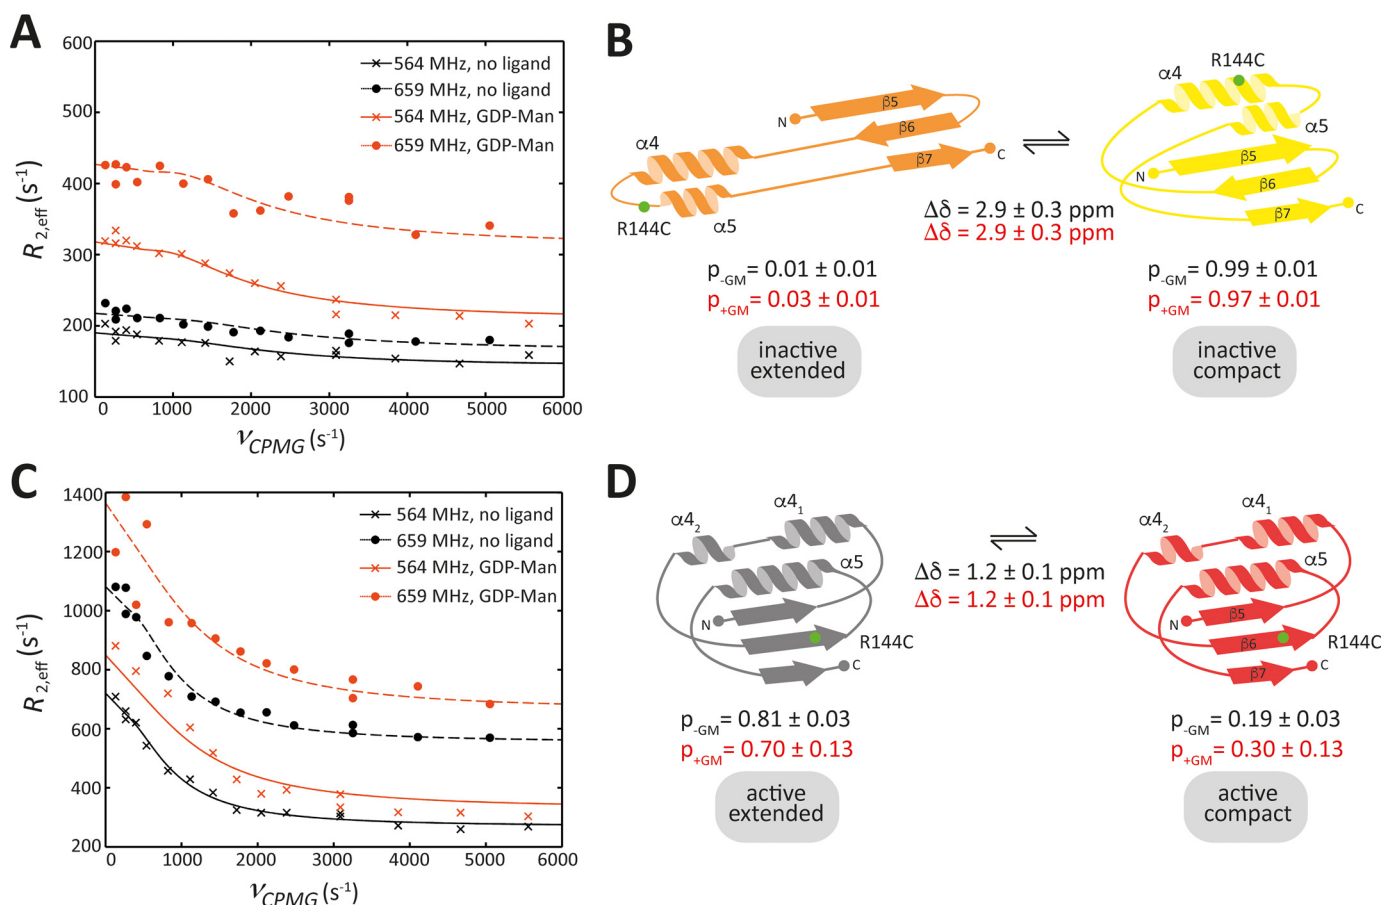 A
R2,eff (s-1)
600
500
400
300
200
100
0
1000
2000
3000
4000
5000
6000
νCPMG (s-1)
564 MHz, no ligand
659 MHz, no ligand
564 MHz, GDP-Man
659 MHz, GDP-Man
B
α4
R144C
α5
N
β5
β6
β7
C
Δδ = 2.9 ± 0.3 ppm
Δδ = 2.9 ± 0.3 ppm
R144C
α4
α5
N
β5
β6
β7
C
p-GM = 0.01 ± 0.01
p+GM = 0.03 ± 0.01
inactive
extended
p-GM = 0.99 ± 0.01
p+GM = 0.97 ± 0.01
inactive
compact
C
R2,eff (s-1)
1400
1200
1000
800
600
400
200
0
1000
2000
3000
4000
5000
6000
νCPMG (s-1)
564 MHz, no ligand
659 MHz, no ligand
564 MHz, GDP-Man
659 MHz, GDP-Man
D
α42
α41
α5
N
R144C
C
Δδ = 1.2 ± 0.1 ppm
Δδ = 1.2 ± 0.1 ppm
α42
α41
α5
N
β5
β6
β7
R144C
C
p-GM = 0.81 ± 0.03
p+GM = 0.70 ± 0.13
active
extended
p-GM = 0.19 ± 0.03
p+GM = 0.30 ± 0.13
active
compact